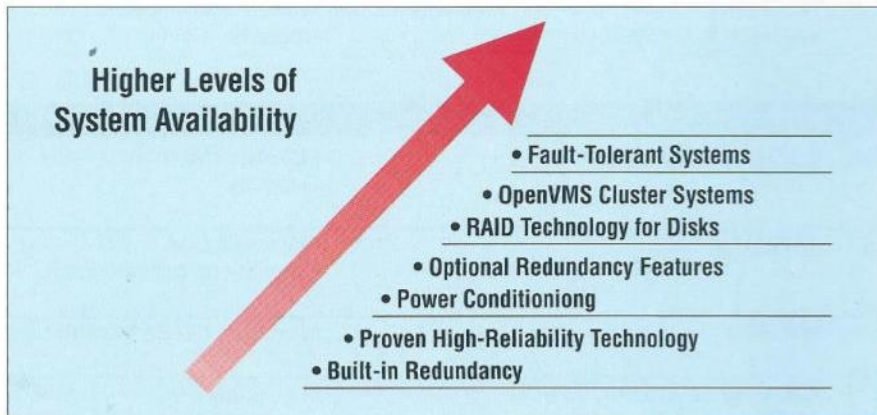 Higher Levels of
System Availability
• Fault-Tolerant Systems
• OpenVMS Cluster Systems
• RAID Technology for Disks
• Optional Redundancy Features
• Power Conditioniong
• Proven High-Reliability Technology
• Built-in Redundancy